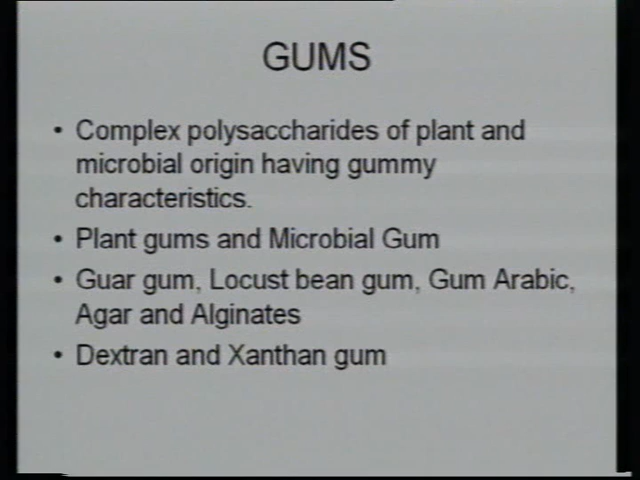 GUMS
• Complex polysaccharides of plant and
microbial origin having gummy
characteristics.
• Plant gums and Microbial Gum
• Guar gum, Locust bean gum, Gum Arabic,
Agar and Alginates
• Dextran and Xanthan gum